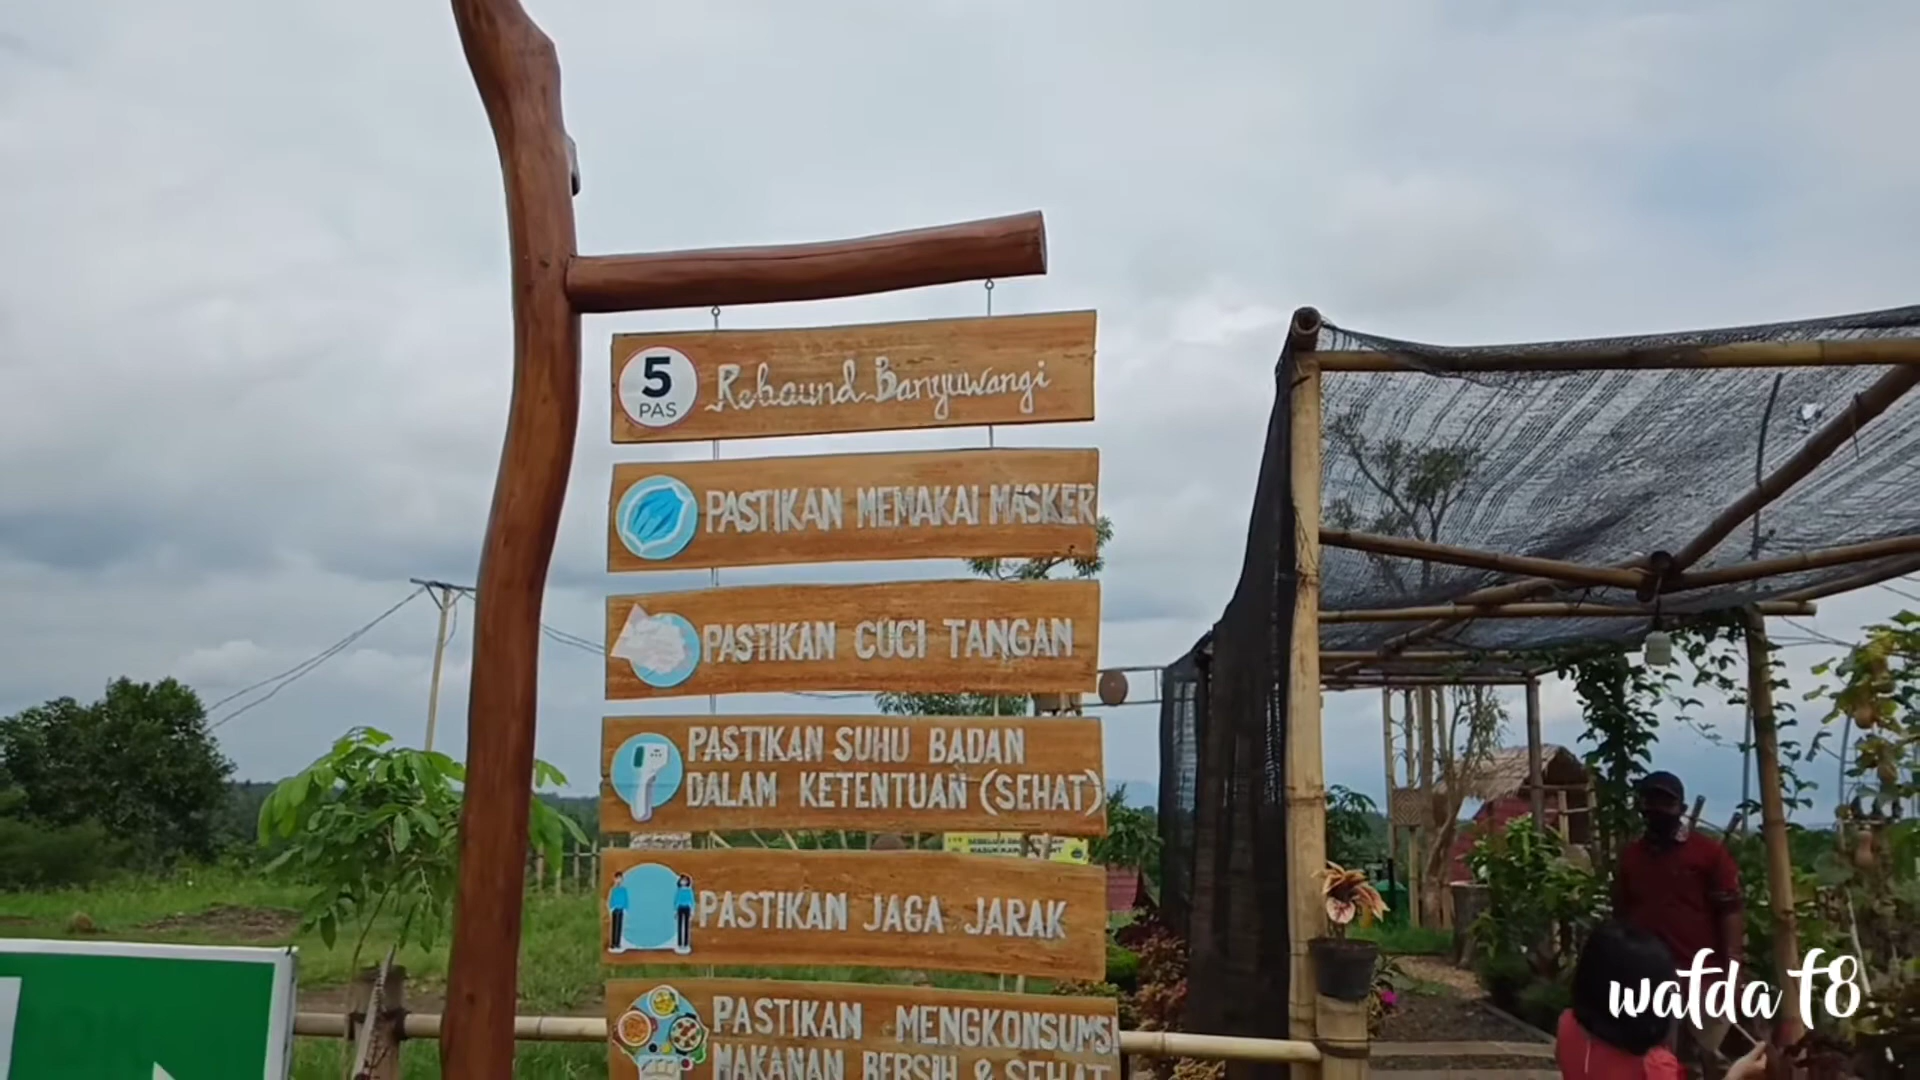 5
PAS
Rebound Banyuwangi
PASTIKAN MEMAKAI MASKER
PASTIKAN CUCI TANGAN
PASTIKAN SUHU BADAN
DALAM KETENTUAN (SEHAT)
PASTIKAN JAGA JARAK
PASTIKAN MENGKONSUMSI
MAKANAN BERSIH & SEHAT
wafda f8